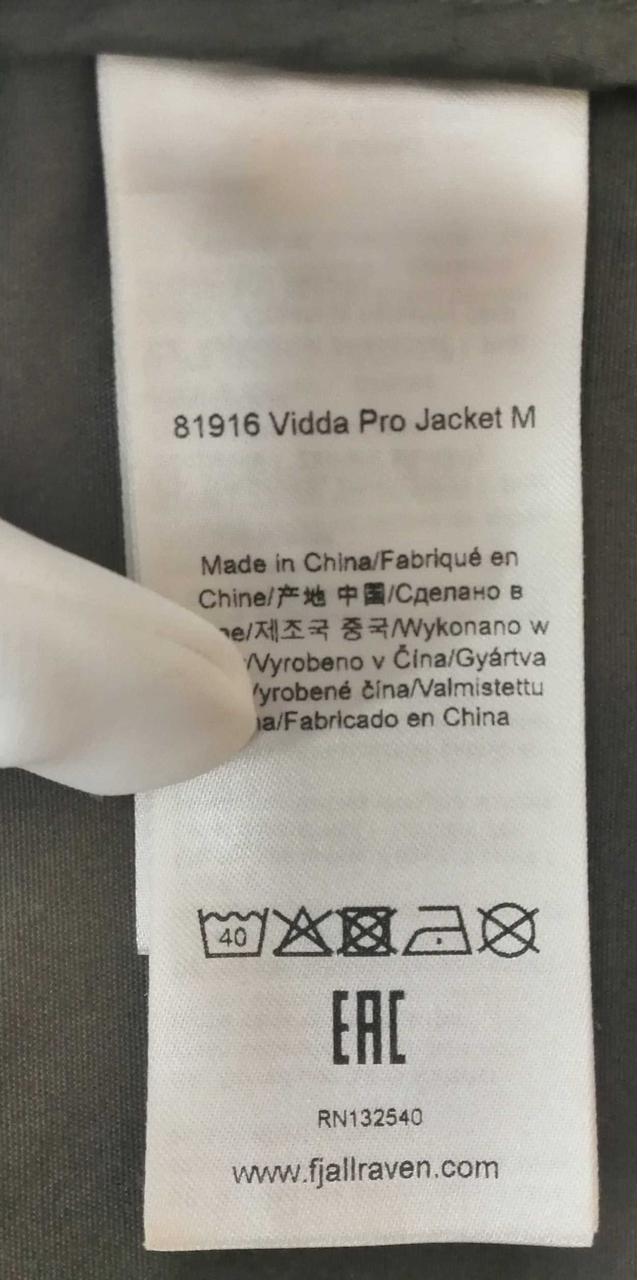 81916 Vidda Pro Jacket M
Made in China/Fabriqué en
Chine/产地 中国/Сделано в
/제조국 중국/Wykonano w
/Vyrobeno v Čína/Gyártva
/Vyrobené čína/Valmistettu
/Fabricado en China
40
EAC
RN132540
www.fjallraven.com